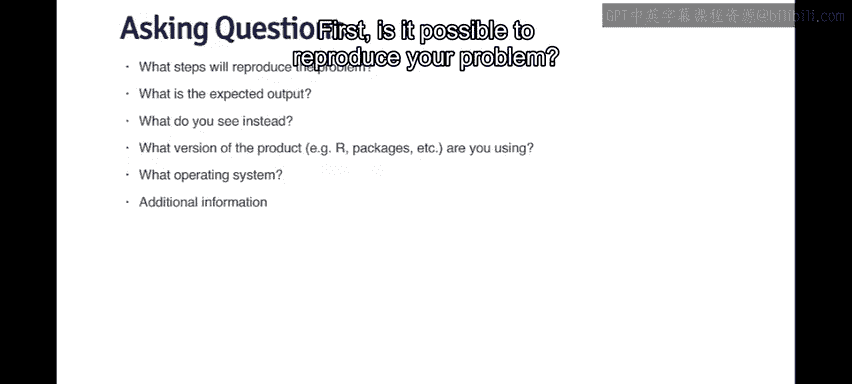 GPT中英字幕课程资源@bilibili.com
Asking Questions
First, is it possible to
reproduce your problem?
· What steps will reproduce the problem?
· What is the expected output?
· What do you see instead?
· What version of the product (e.g. R, packages, etc.) are you using?
· What operating system?
· Additional information